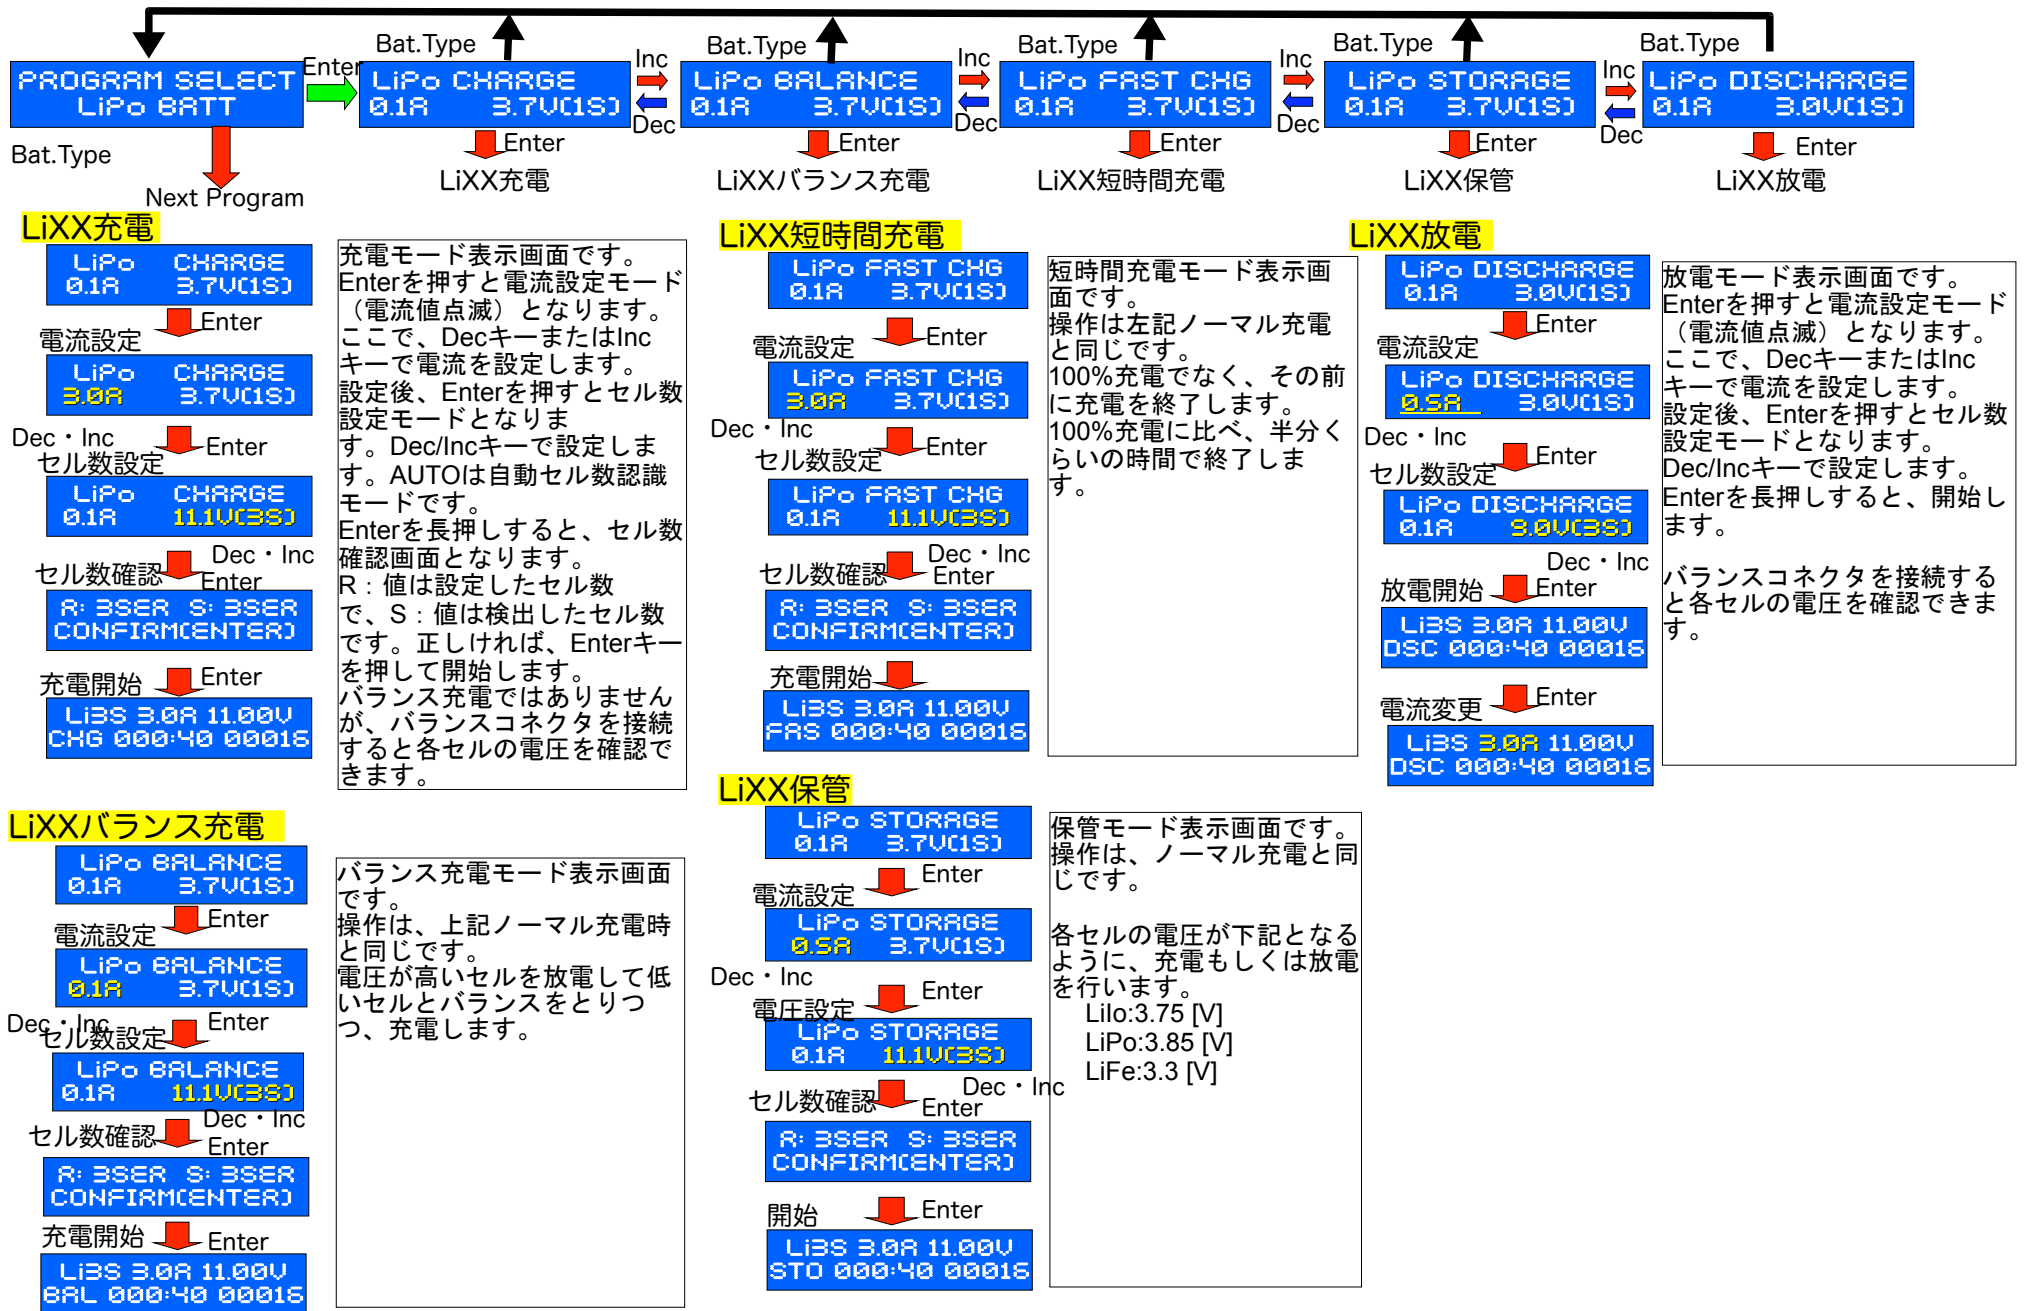 Bat.Type
Bat.Type
Bat.Type
Bat.Type
Bat.Type
PROGRAM SELECT
LiPo BATT
Enter
LiPo CHARGE
0.1A 3.7V(1S)
Inc
Dec
LiPo BALANCE
0.1A 3.7V(1S)
Inc
Dec
LiPo FAST CHG
0.1A 3.7V(1S)
Inc
Dec
LiPo STORAGE
0.1A 3.7V(1S)
Inc
Dec
LiPo DISCHARGE
0.1A 3.0V(1S)
Bat.Type
Next Program
Enter
LiXX充電
Enter
LiXXバランス充電
Enter
LiXX短時間充電
Enter
LiXX保管
Enter
LiXX放電
LiXX充電
LiPo CHARGE
0.1A 3.7V(1S)
Enter
電流設定
LiPo CHARGE
3.0A 3.7V(1S)
Dec・Inc
Enter
セル数設定
LiPo CHARGE
0.1A 11.1V(3S)
Dec・Inc
セル数確認
Enter
R: 3SER S: 3SER
CONFIRM(ENTER)
充電開始
Enter
Li3S 3.0A 11.00V
CHG 000:40 00016
充電モード表示画面です。
Enterを押すと電流設定モード
（電流値点滅）となります。
ここで、DecキーまたはInc
キーで電流を設定します。
設定後、Enterを押すとセル数
設定モードとなりま
す。Dec/Incキーで設定しま
す。AUTOは自動セル数認識
モードです。
Enterを長押しすると、セル数
確認画面となります。
R：値は設定したセル数
で、S：値は検出したセル数
です。正しければ、Enterキー
を押して開始します。
バランス充電ではありません
が、バランスコネクタを接続
すると各セルの電圧を確認で
きます。
LiXXバランス充電
LiPo BALANCE
0.1A 3.7V(1S)
Enter
電流設定
LiPo BALANCE
0.1A 3.7V(1S)
Dec・Inc
Enter
セル数設定
LiPo BALANCE
0.1A 11.1V(3S)
Dec・Inc
セル数確認
Enter
R: 3SER S: 3SER
CONFIRM(ENTER)
充電開始
Enter
Li3S 3.0A 11.00V
BAL 000:40 00016
バランス充電モード表示画面
です。
操作は、上記ノーマル充電時
と同じです。
電圧が高いセルを放電して低
いセルとバランスをとりつ
つ、充電します。
LiXX短時間充電
LiPo FAST CHG
0.1A 3.7V(1S)
Enter
電流設定
LiPo FAST CHG
3.0A 3.7V(1S)
Dec・Inc
Enter
セル数設定
LiPo FAST CHG
0.1A 11.1V(3S)
Dec・Inc
セル数確認
Enter
R: 3SER S: 3SER
CONFIRM(ENTER)
充電開始
Li3S 3.0A 11.00V
FAS 000:40 00016
短時間充電モード表示画
面です。
操作は左記ノーマル充電
と同じです。
100%充電でなく、その前
に充電を終了します。
100%充電に比べ、半分く
らいの時間で終了しま
す。
LiXX保管
LiPo STORAGE
0.1A 3.7V(1S)
Enter
電流設定
LiPo STORAGE
0.5A 3.7V(1S)
Dec・Inc
Enter
電圧設定
LiPo STORAGE
0.1A 11.1V(3S)
Dec・Inc
セル数確認
Enter
R: 3SER S: 3SER
CONFIRM(ENTER)
開始
Enter
Li3S 3.0A 11.00V
STO 000:40 00016
保管モード表示画面です。
操作は、ノーマル充電と同
じです。
各セルの電圧が下記となる
ように、充電もしくは放電
を行います。
LiIo:3.75 [V]
LiPo:3.85 [V]
LiFe:3.3 [V]
LiXX放電
LiPo DISCHARGE
0.1A 3.0V(1S)
Enter
電流設定
LiPo DISCHARGE
0.5A 3.0V(1S)
Dec・Inc
Enter
セル数設定
LiPo DISCHARGE
0.1A 9.0V(3S)
Dec・Inc
放電開始
Enter
Li3S 3.0A 11.00V
DSC 000:40 00016
電流変更
Enter
Li3S 3.0A 11.00V
DSC 000:40 00016
放電モード表示画面です。
Enterを押すと電流設定モード
（電流値点滅）となります。
ここで、DecキーまたはInc
キーで電流を設定します。
設定後、Enterを押すとセル数
設定モードとなります。
Dec/Incキーで設定します。
Enterを長押しすると、開始し
ます。
バランスコネクタを接続する
と各セルの電圧を確認できま
す。